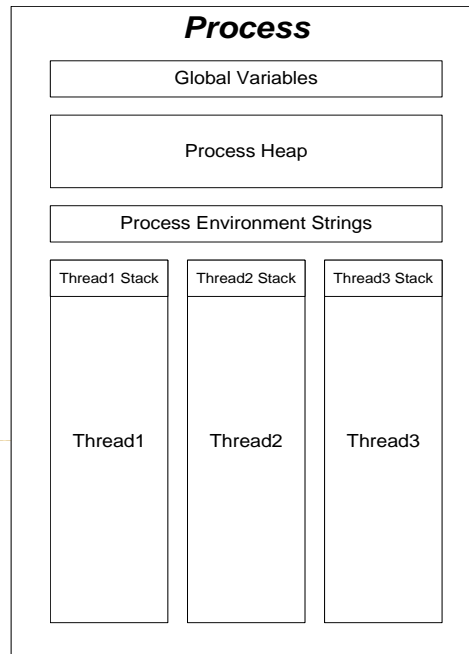 Process
Global Variables
Process Heap
Process Environment Strings
Thread1 Stack
Thread2 Stack
Thread3 Stack
Thread1
Thread2
Thread3